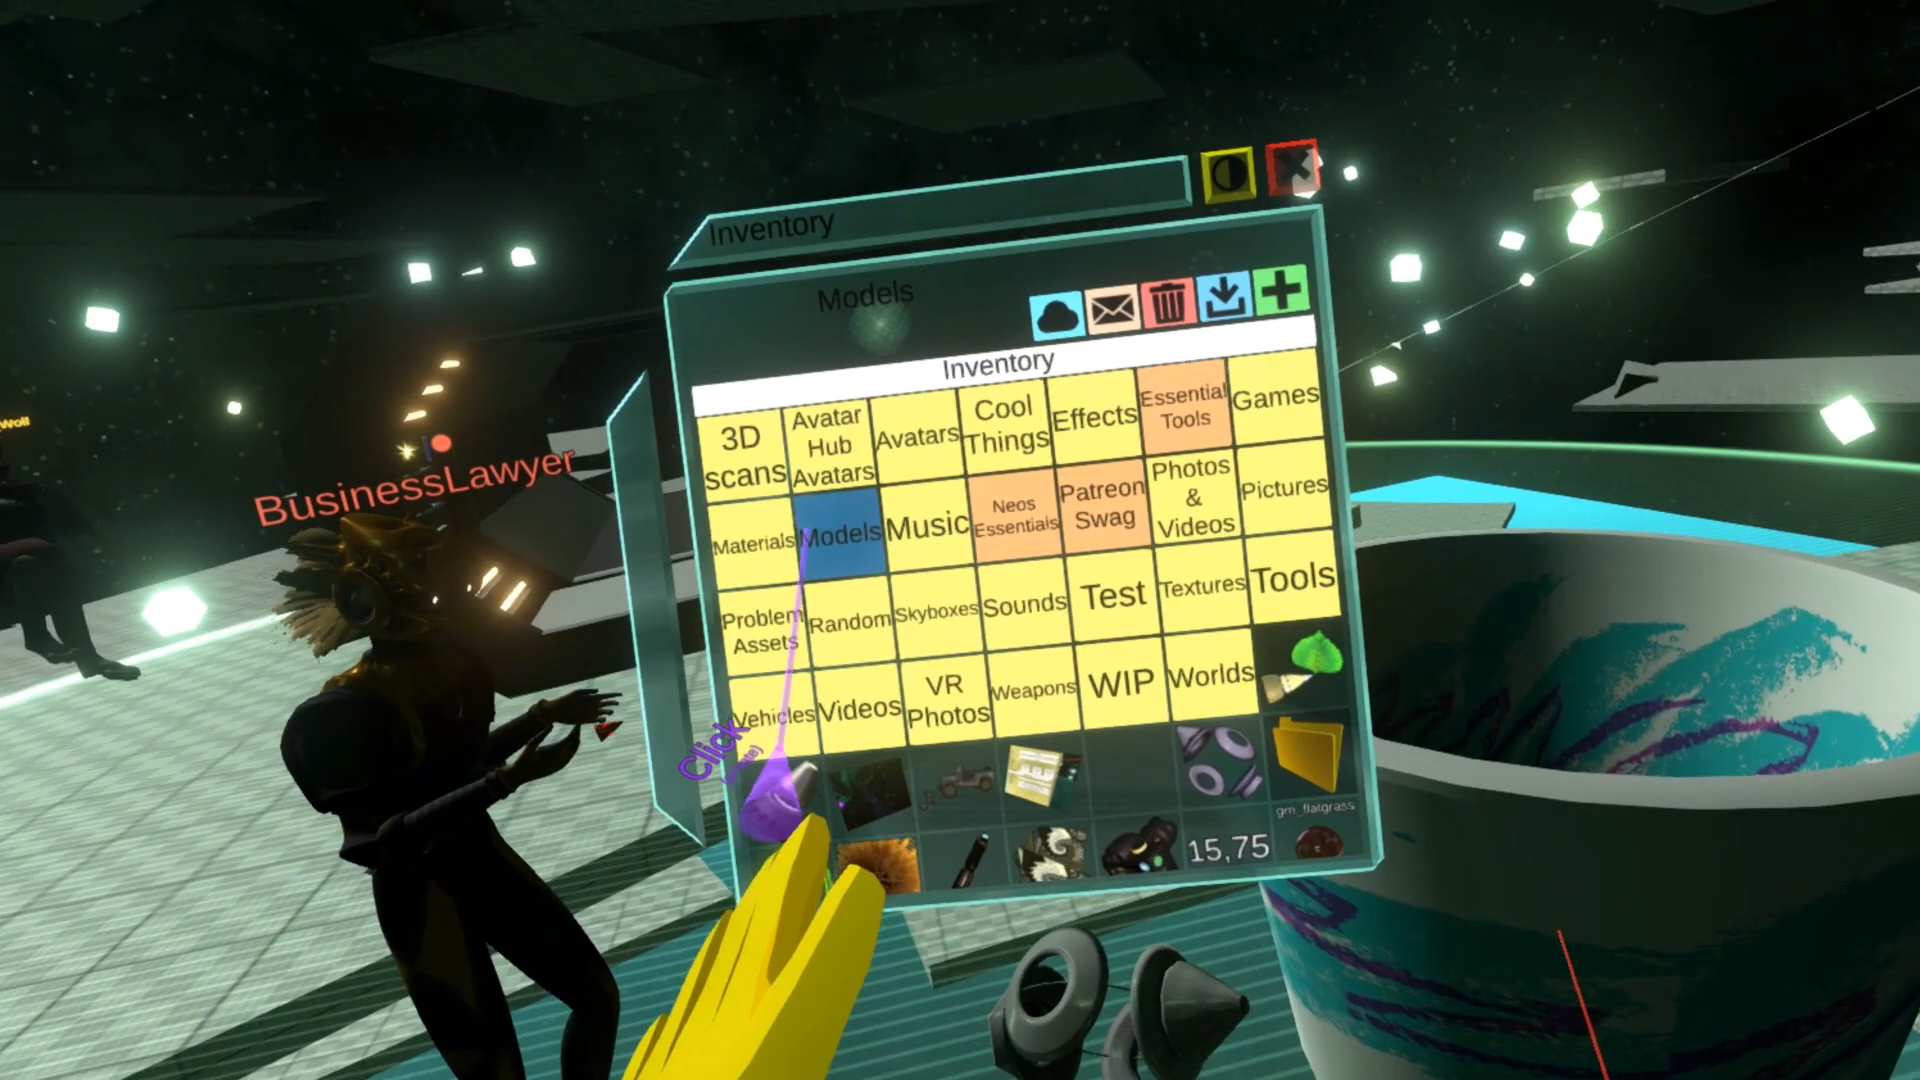 Inventory
Models
Inventory
3D scans
Avatar Hub Avatars
Avatars
Cool Things
Effects
Essential Tools
Games
Materials
Models
Music
Neos Essentials
Patreon Swag
Photos & Videos
Pictures
Problem Assets
Random
Skyboxes
Sounds
Test
Textures
Tools
Vehicles
Videos
VR Photos
Weapons
WIP
Worlds
gm_flatgrass
15,75
Click
BusinessLawyer
Wolf